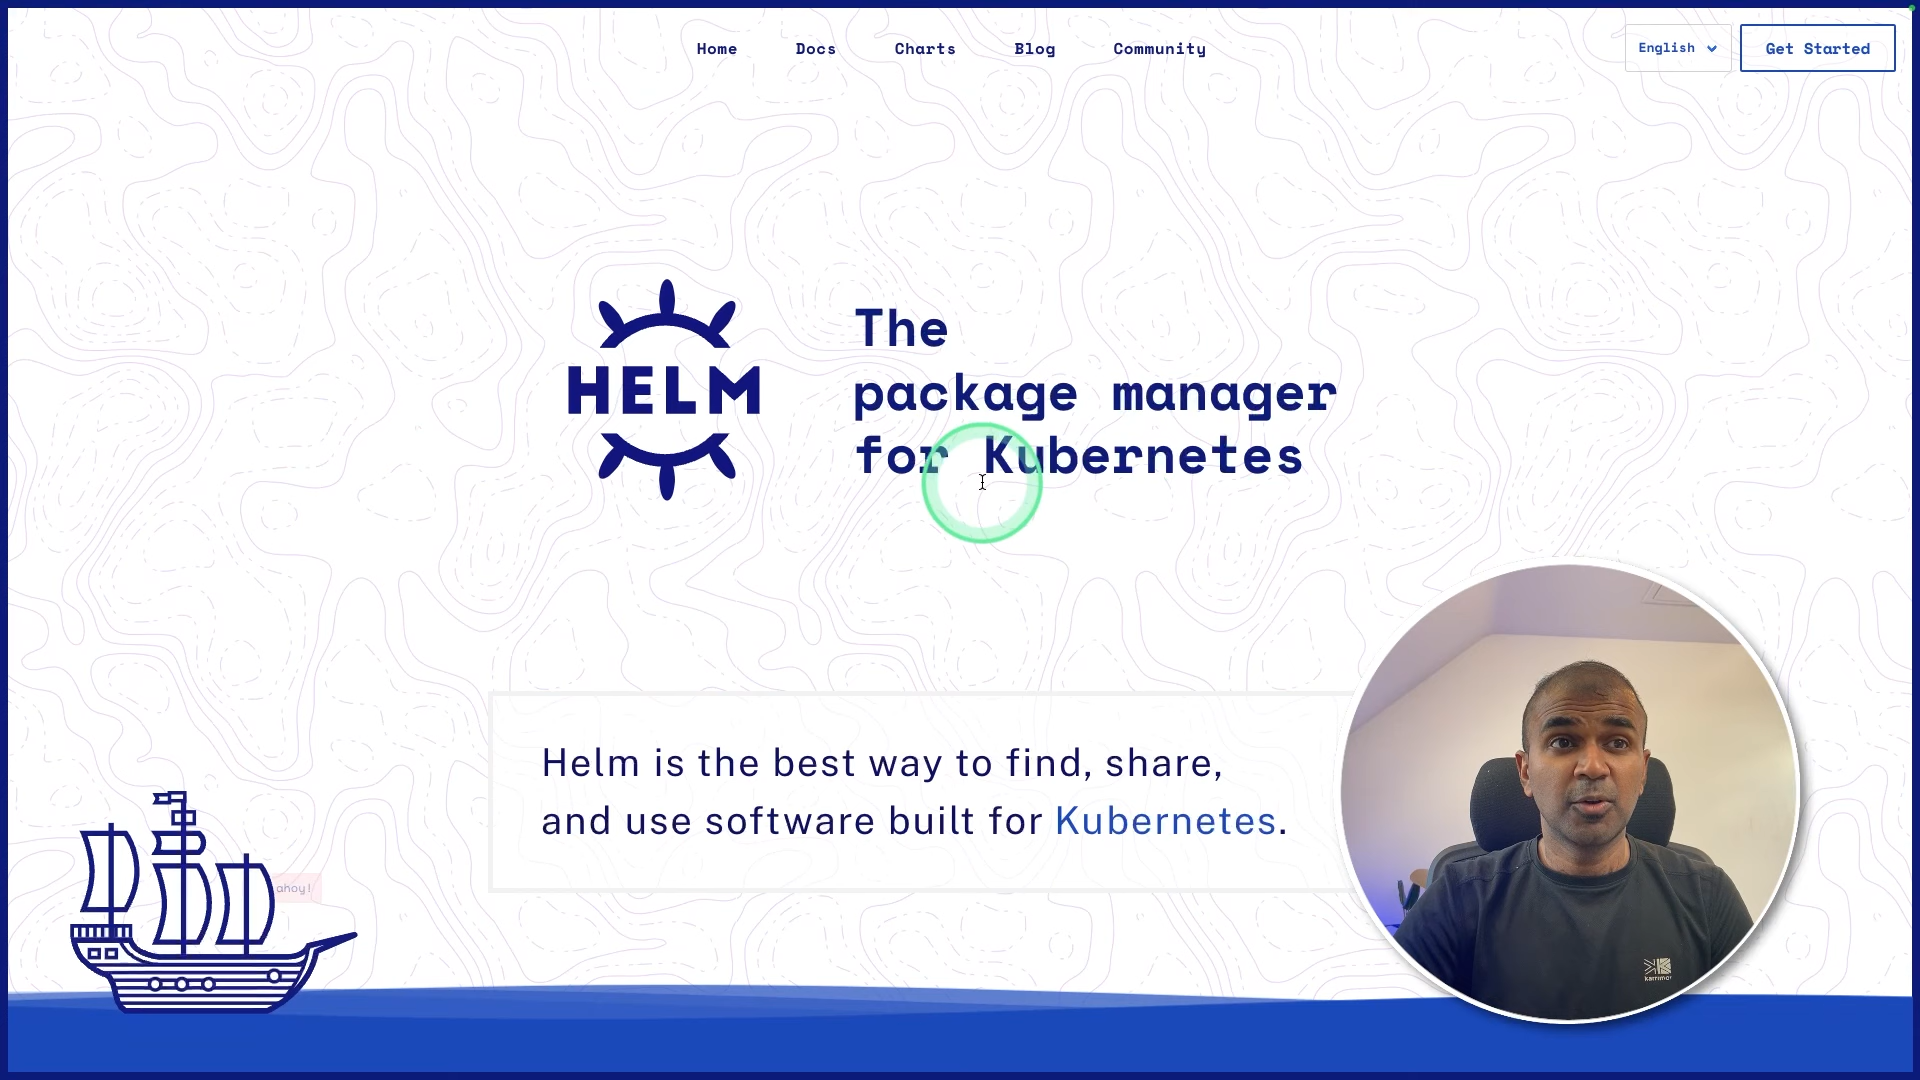 Home
Docs
Charts
Blog
Community
English
Get Started
HELM
The
package manager
for Kubernetes
Helm is the best way to find, share,
and use software built for Kubernetes.
ahoy!
karrimor